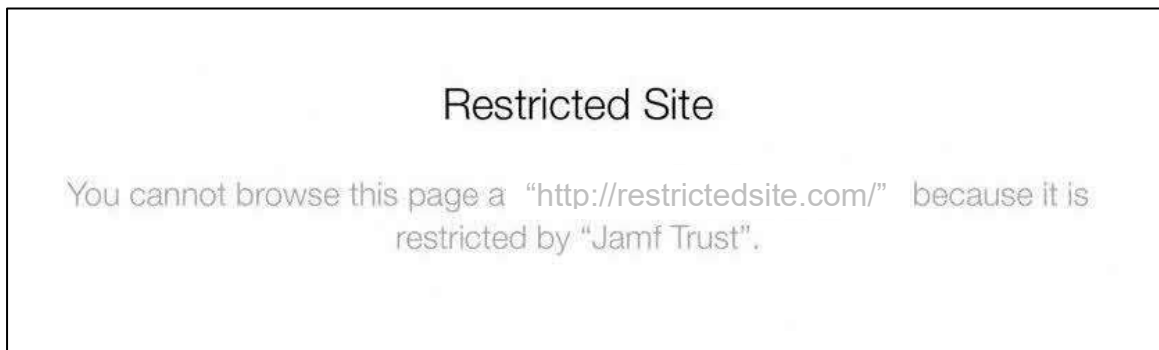 Restricted Site
You cannot browse this page a “http://restrictedsite.com/” because it is
restricted by “Jamf Trust”.